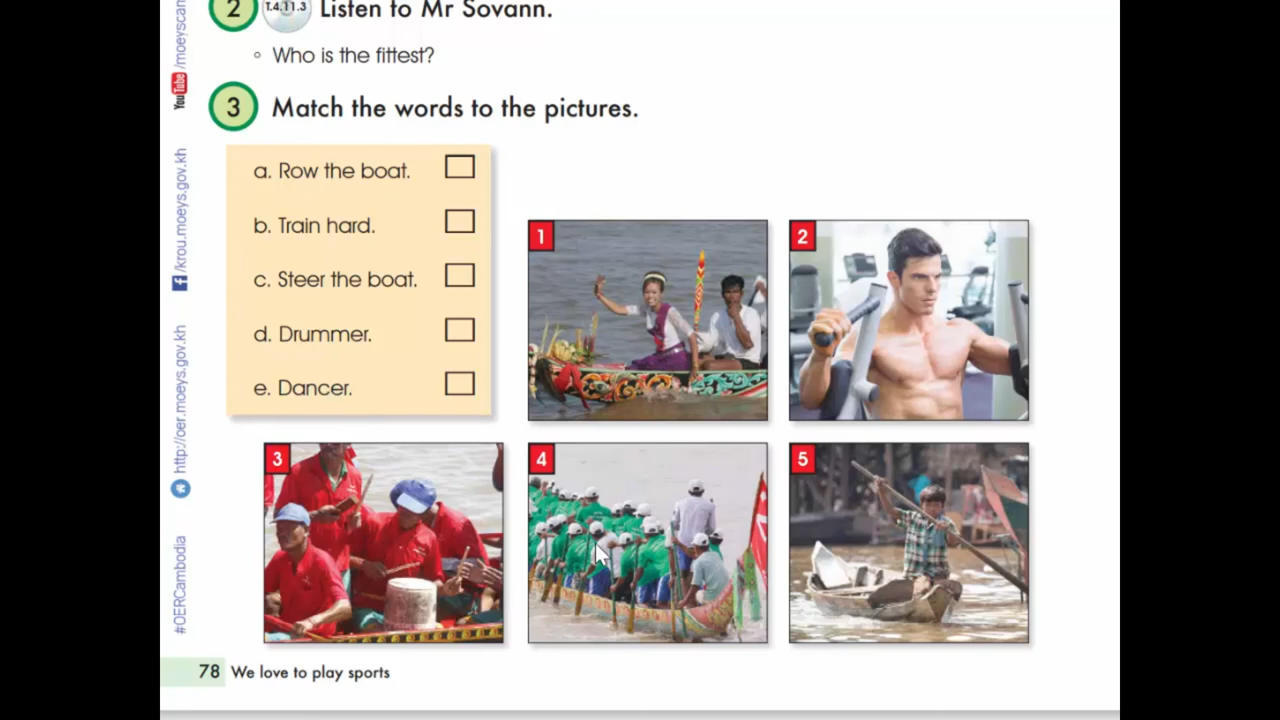 2 T.4.11.3 Listen to Mr Sovann.
◦ Who is the fittest?
3 Match the words to the pictures.
a. Row the boat.
b. Train hard.
c. Steer the boat.
d. Drummer.
e. Dancer.
1
2
3
4
5
78 We love to play sports
YouTube /moeyscam
/krou.moeys.gov.kh
http://oer.moeys.gov.kh
#OERCambodia